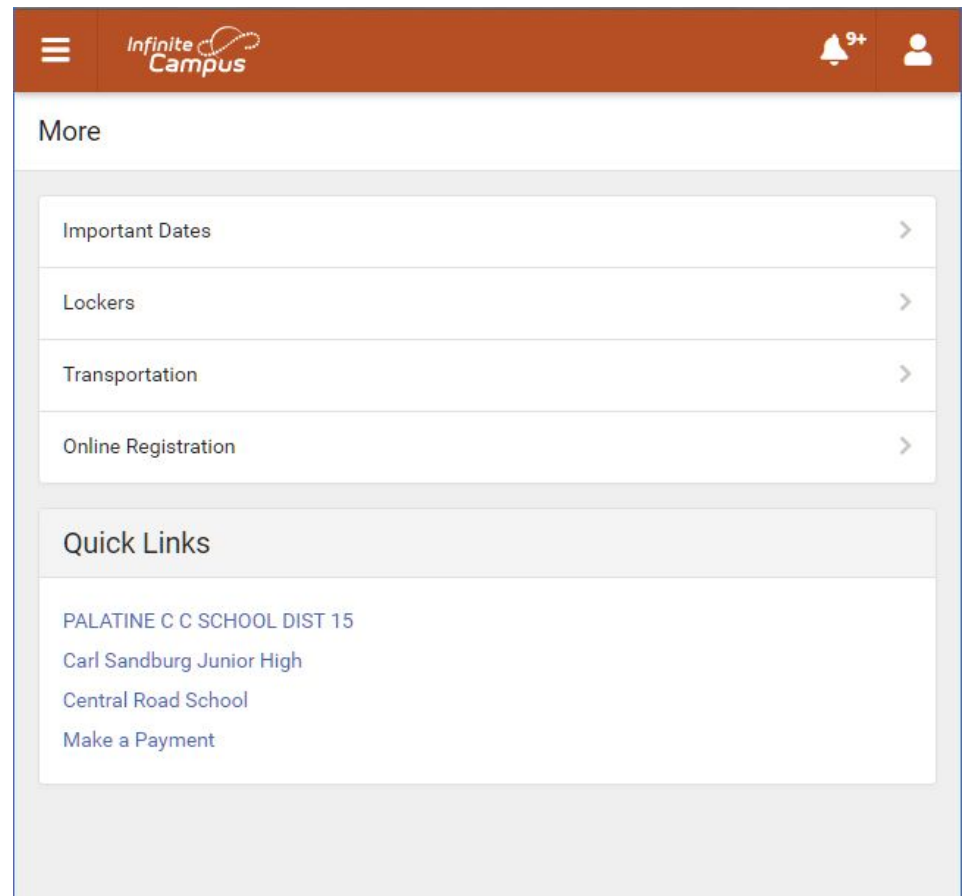 Infinite
Campus
9+
More
Important Dates
Lockers
Transportation
Online Registration
Quick Links
PALATINE C C SCHOOL DIST 15
Carl Sandburg Junior High
Central Road School
Make a Payment